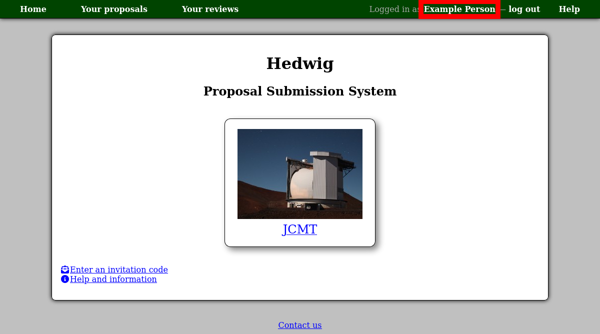 Home Your proposals Your reviews Logged in as Example Person — log out Help
Hedwig
Proposal Submission System
JCMT
Enter an invitation code
Help and information
Contact us